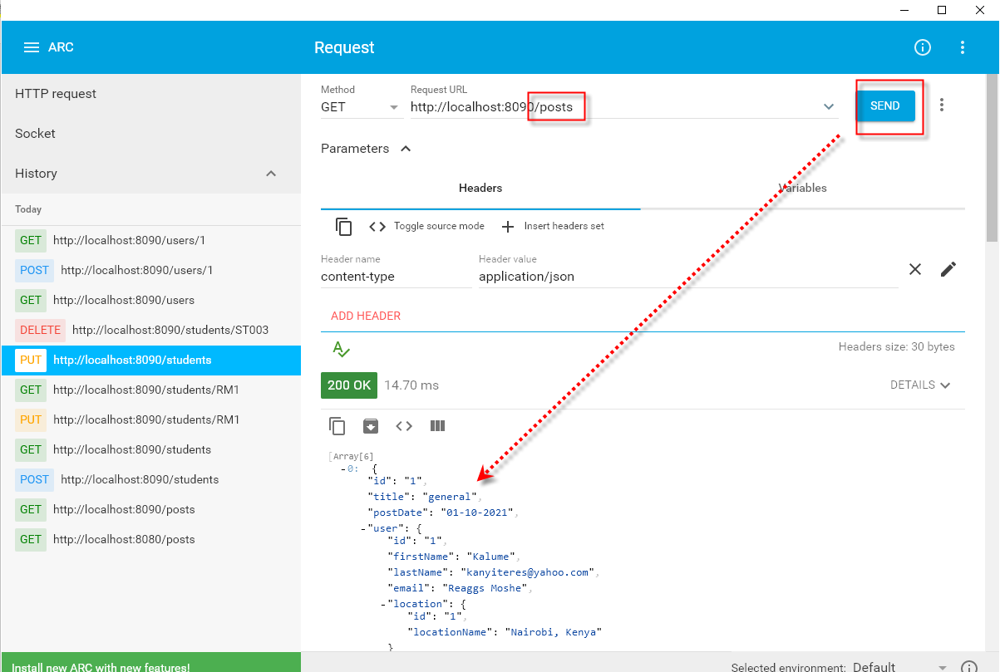 ARC
Request
HTTP request
Socket
History
Today
GET http://localhost:8090/users/1
POST http://localhost:8090/users/1
GET http://localhost:8090/users
DELETE http://localhost:8090/students/ST003
PUT http://localhost:8090/students
GET http://localhost:8090/students/RM1
PUT http://localhost:8090/students/RM1
GET http://localhost:8090/students
POST http://localhost:8090/students
GET http://localhost:8090/posts
GET http://localhost:8080/posts
Install new ARC with new features!
Method
Request URL
GET
http://localhost:8090/posts
SEND
Parameters
Headers
Variables
Toggle source mode
Insert headers set
Header name
Header value
content-type
application/json
ADD HEADER
Headers size: 30 bytes
200 OK 14.70 ms
DETAILS
[Array[6]
-0: {
"id": "1",
"title": "general",
"postDate": "01-10-2021",
-"user": {
"id": "1",
"firstName": "Kalume",
"lastName": "kanyiteres@yahoo.com",
"email": "Reaggs Moshe",
-"location": {
"id": "1",
"locationName": "Nairobi, Kenya"
}
Selected environment: Default